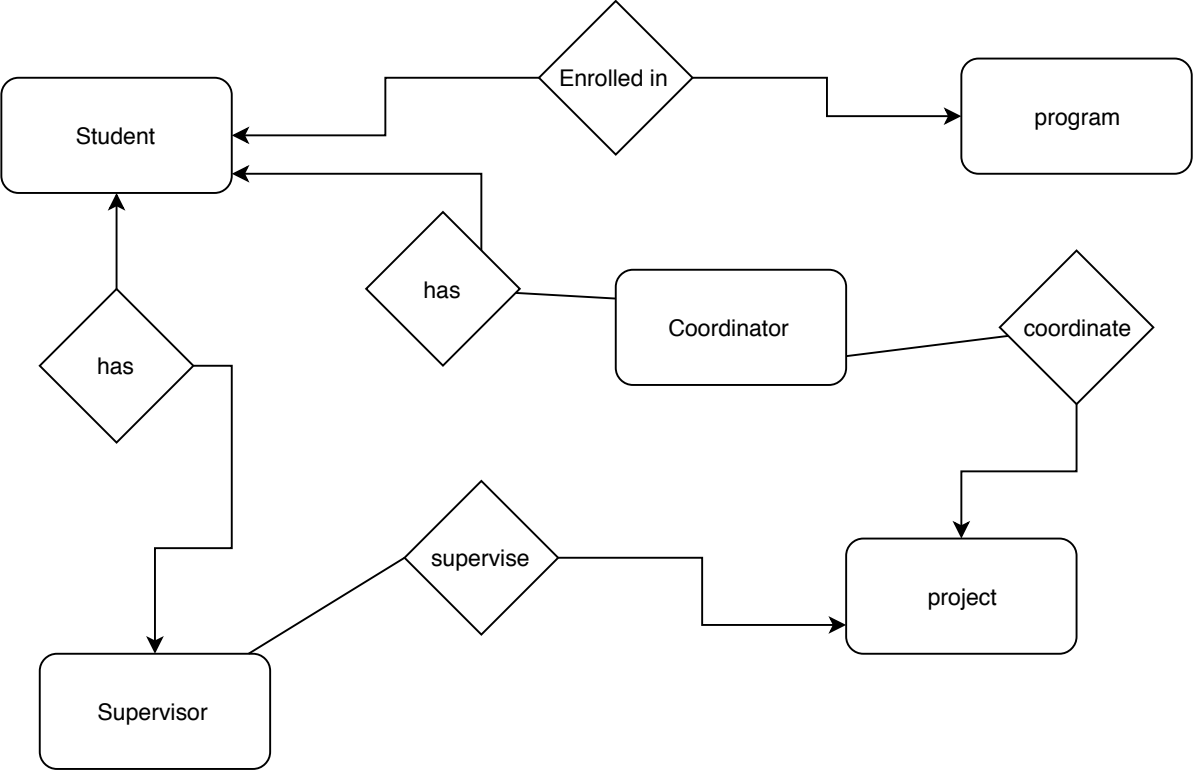 Enrolled in
program
Student
has
Coordinator
coordinate
has
supervise
project
Supervisor